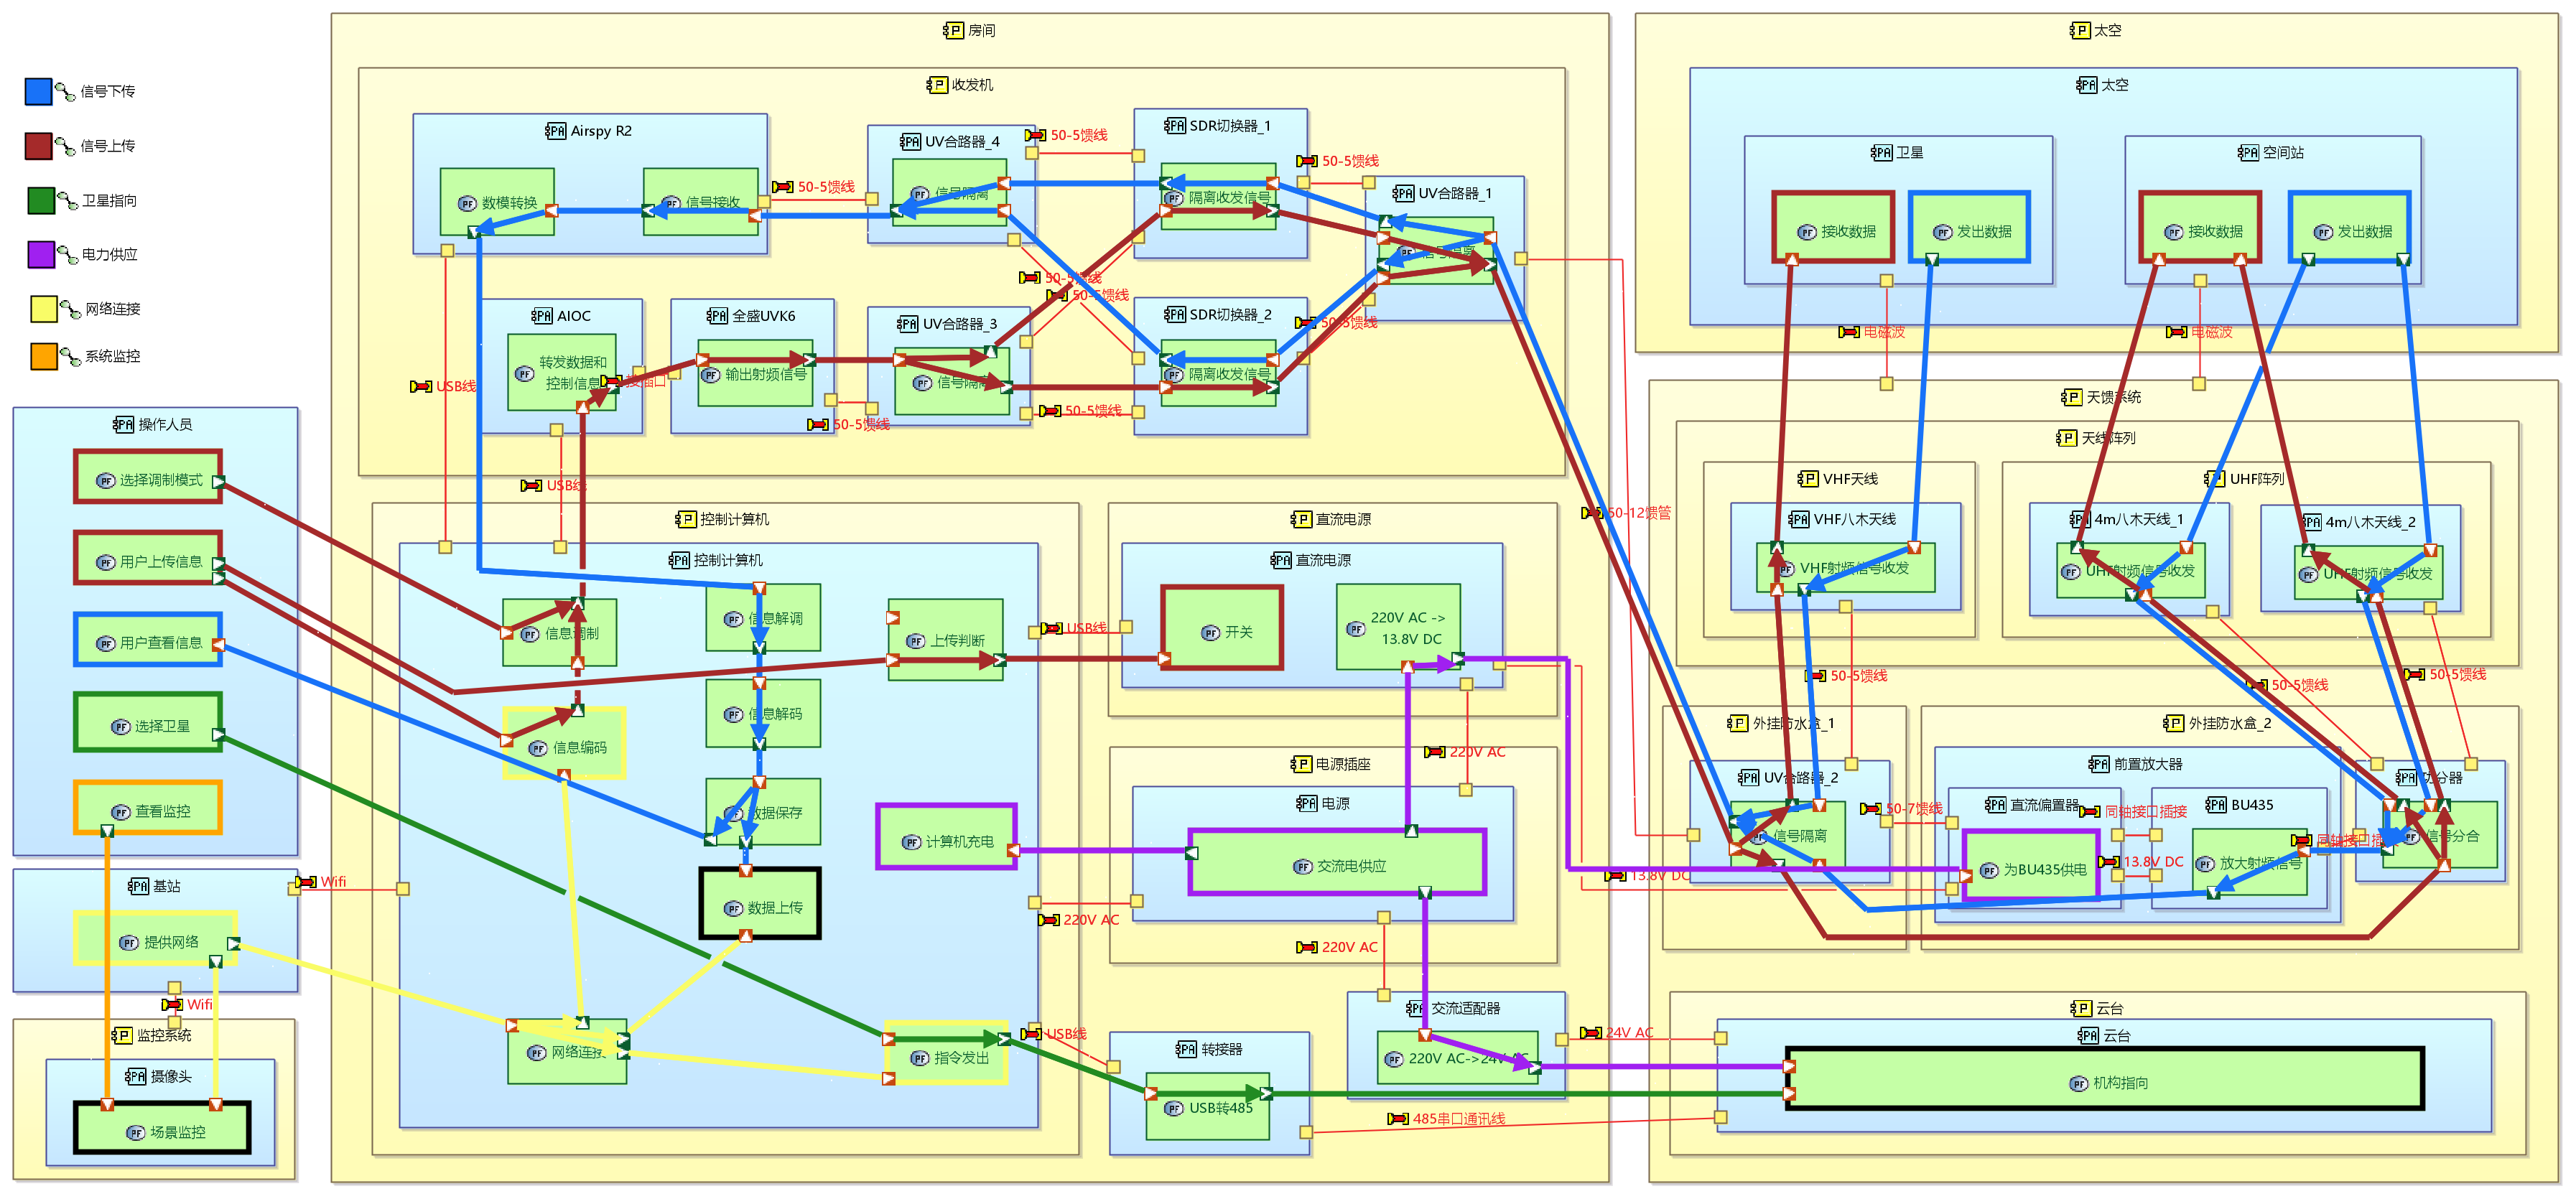 信号下传
信号上传
卫星指向
电力供应
网络连接
系统监控
P 房间
P 收发机
PA Airspy R2
PF 数模转换
PF 信号接收
50-5馈线
PA UV合路器_4
PF 信号隔离
50-5馈线
PA SDR切换器_1
PF 隔离收发信号
50-5馈线
PA UV合路器_1
PF 信号隔离
50-5馈线
50-5馈线
50-5馈线
PA AIOC
PF 转发数据和
控制信息
PA 全盛UVK6
PF 输出射频信号
50-5馈线
PA UV合路器_3
PF 信号隔离
50-5馈线
PA SDR切换器_2
PF 隔离收发信号
USB线
USB线
PA 操作人员
PF 选择调制模式
PF 用户上传信息
PF 用户查看信息
PF 选择卫星
PF 查看监控
PA 基站
PF 提供网络
Wifi
Wifi
P 监控系统
PA 摄像头
PF 场景监控
P 控制计算机
PA 控制计算机
PF 信息调制
PF 信息解调
PF 上传判断
PF 信息编码
PF 信息解码
PF 数据保存
PF 计算机充电
PF 数据上传
PF 网络连接
PF 指令发出
USB线
220V AC
USB线
P 直流电源
PA 直流电源
PF 开关
PF 220V AC ->
13.8V DC
220V AC
P 电源插座
PA 电源
PF 交流电供应
220V AC
PA 交流适配器
PF 220V AC->24V AC
PA 转接器
PF USB转485
24V AC
485串口通讯线
50-12馈管
13.8V DC
P 太空
PA 太空
PA 卫星
PF 接收数据
PF 发出数据
PA 空间站
PF 接收数据
PF 发出数据
电磁波
电磁波
P 天馈系统
P 天线阵列
P VHF天线
PA VHF八木天线
PF VHF射频信号收发
P UHF阵列
PA 4m八木天线_1
PF UHF射频信号收发
PA 4m八木天线_2
PF UHF射频信号收发
50-5馈线
50-5馈线
50-5馈线
P 外挂防水盒_1
PA UV合路器_2
PF 信号隔离
50-7馈线
P 外挂防水盒_2
PA 前置放大器
PA 直流偏置器
PF 为BU435供电
同轴接口插接
13.8V DC
PA BU435
PF 放大射频信号
PA 功分器
PF 信号分合
P 云台
PA 云台
PF 机构指向